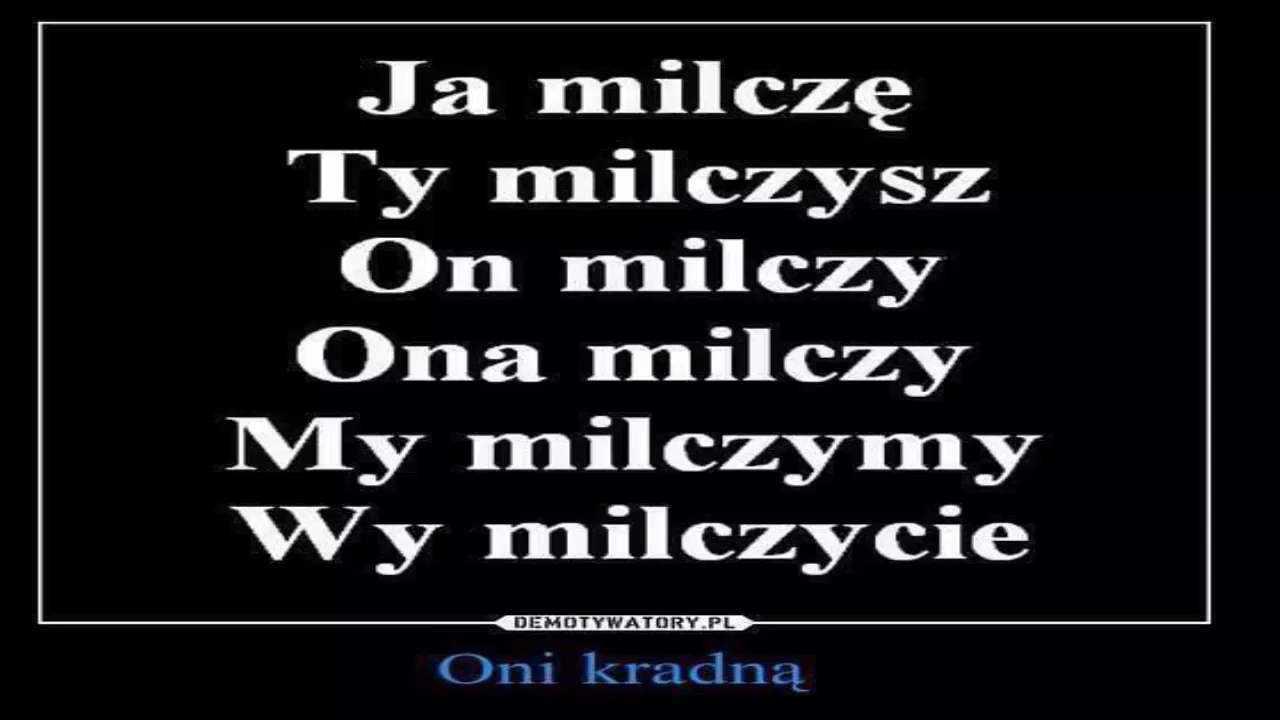 Ja milczę
Ty milczysz
On milczy
Ona milczy
My milczymy
Wy milczycie
DEMOTYWATORY.PL
Oni kradną